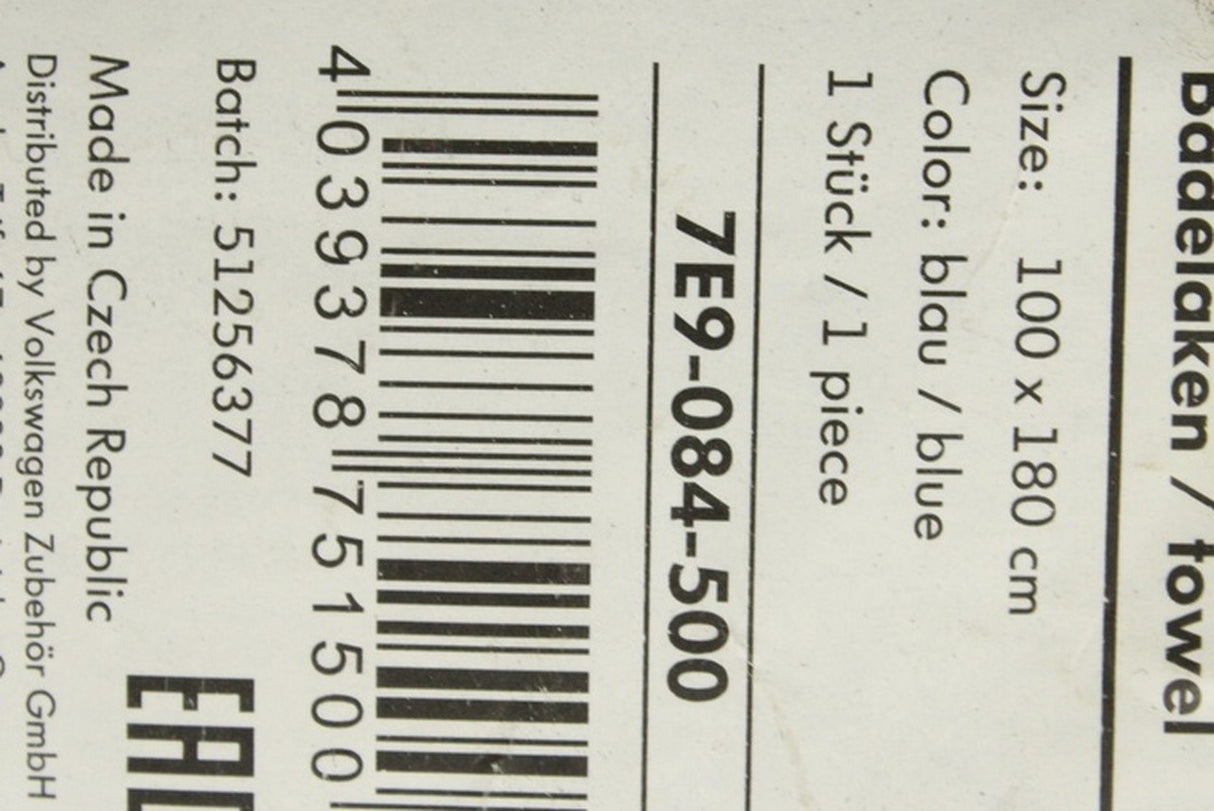 Badelaken / towel
Size: 100 x 180 cm
Color: blau / blue
1 Stück / 1 piece
7E9-084-500
4 039378 751500
Batch: 51256377
EAC
Made in Czech Republic
Distributed by Volkswagen Zubehör GmbH